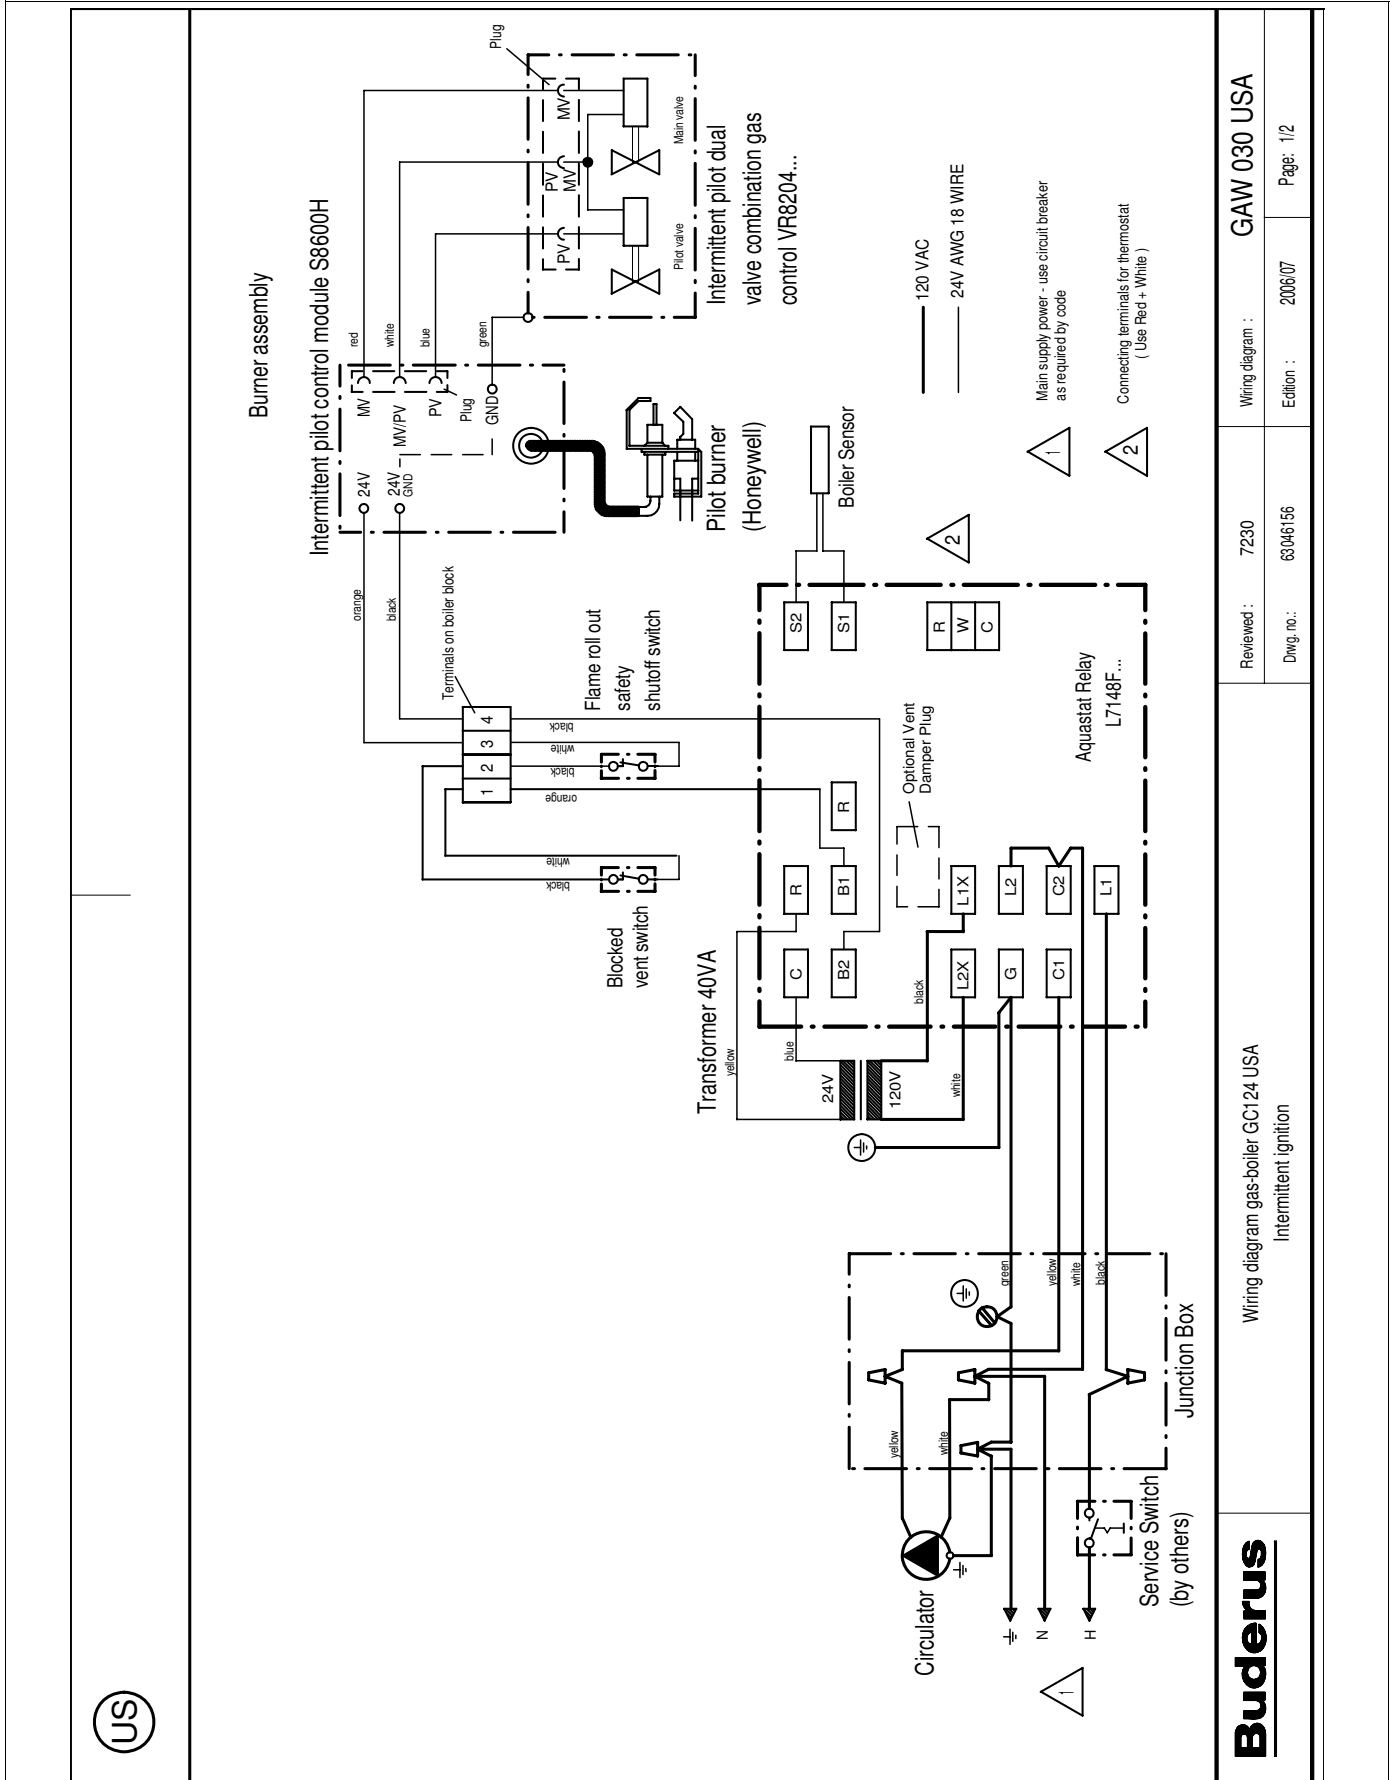 US
Burner assembly
Intermittent pilot control module S8600H
24V
24V
GND
MV
MV/PV
PV
Plug
GND
red
white
blue
green
Plug
MV
PV
MV
PV
Main valve
Pilot valve
Intermittent pilot dual
valve combination gas
control VR8204...
orange
black
Terminals on boiler block
1
2
3
4
orange
black
white
black
white
black
Flame roll out
safety
shutoff switch
Blocked
vent switch
Pilot burner
(Honeywell)
Boiler Sensor
120 VAC
24V AWG 18 WIRE
1
Main supply power - use circuit breaker
as required by code
2
Connecting terminals for thermostat
( Use Red + White )
2
Transformer 40VA
yellow
blue
24V
120V
white
black
C
R
B2
B1
R
S2
S1
R
W
C
Optional Vent
Damper Plug
L2X
L1X
G
L2
C1
C2
L1
Aquastat Relay
L7148F...
green
yellow
white
black
yellow
white
Junction Box
Circulator
N
H
1
Service Switch
(by others)
Buderus
Wiring diagram gas-boiler GC124 USA
Intermittent ignition
Reviewed :
7230
Wiring diagram :
GAW 030 USA
Drwg. no.:
63046156
Edition :
2006/07
Page:
1/2